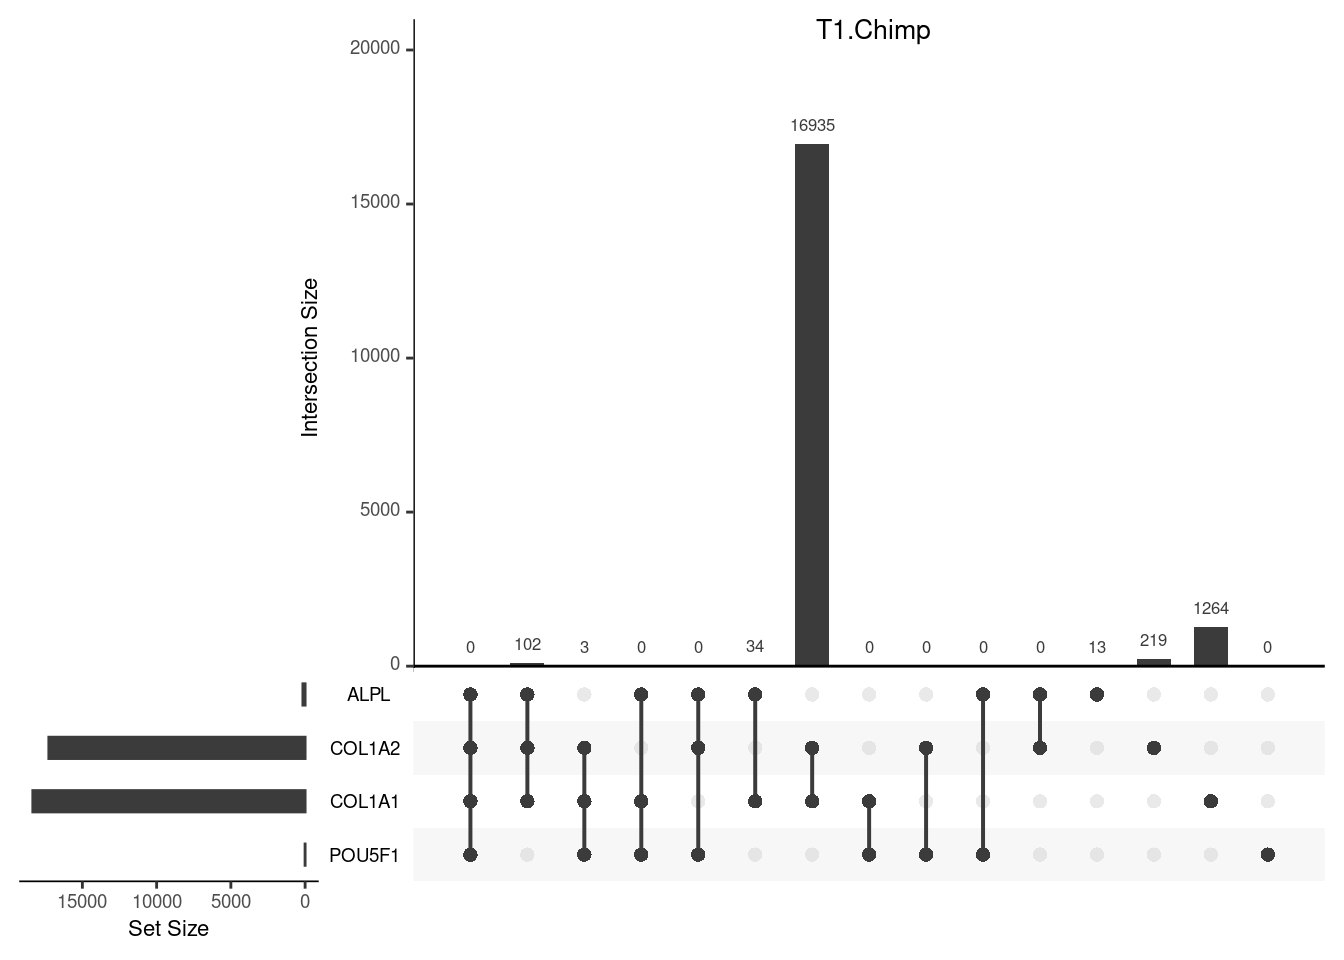 T1.Chimp
20000
15000
10000
5000
0
Intersection Size
16935
0 102 3 0 0 34 0 0 0 0 13 219 1264 0
ALPL
COL1A2
COL1A1
POU5F1
15000 10000 5000 0
Set Size